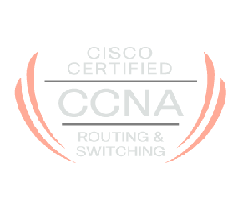 CISCO
CERTIFIED
CCNA
ROUTING &
SWITCHING